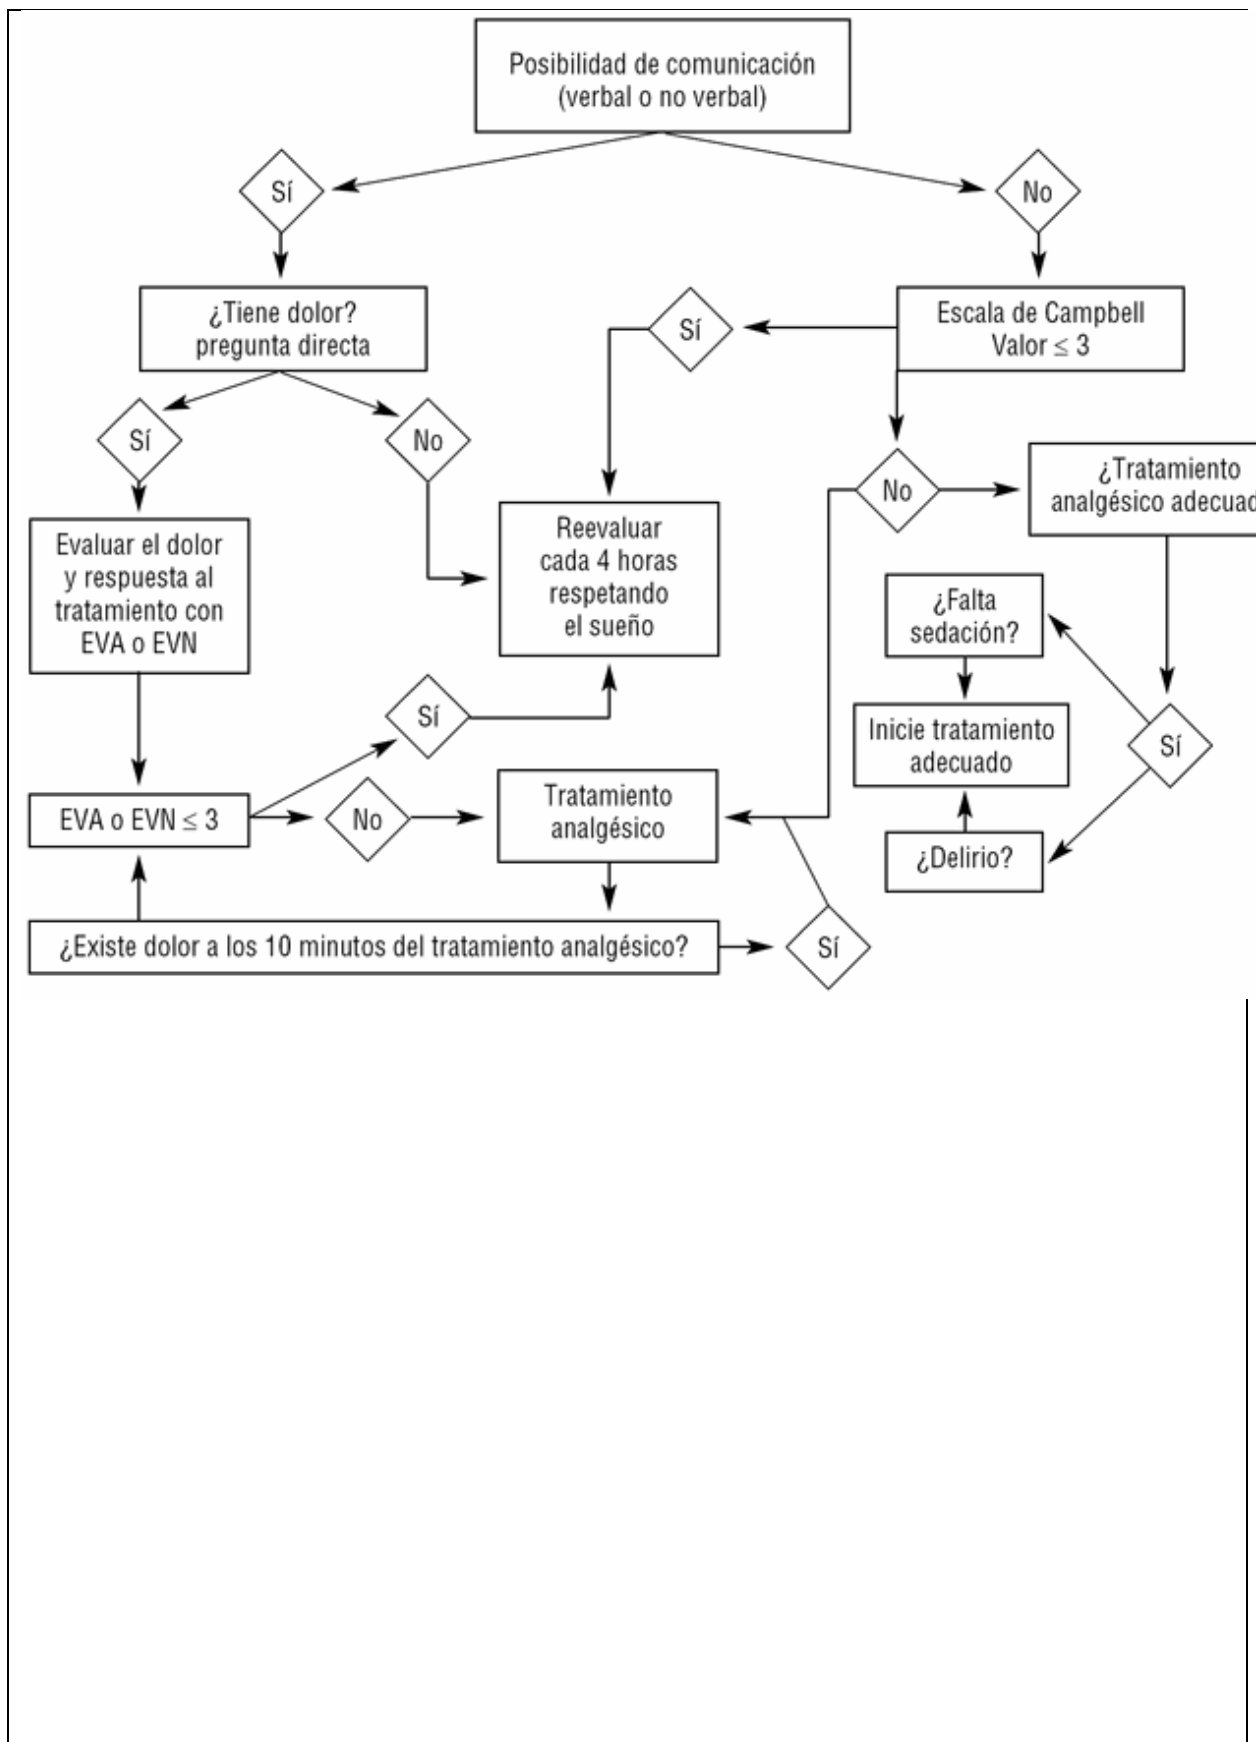 Posibilidad de comunicación
(verbal o no verbal)
Sí
No
¿Tiene dolor?
pregunta directa
Sí
Escala de Campbell
Valor ≤ 3
Sí
No
No
¿Tratamiento
analgésico adecuad
Evaluar el dolor
y respuesta al
tratamiento con
EVA o EVN
Reevaluar
cada 4 horas
respetando
el sueño
¿Falta
sedación?
Sí
Inicie tratamiento
adecuado
Sí
EVA o EVN ≤ 3
No
Tratamiento
analgésico
¿Delirio?
¿Existe dolor a los 10 minutos del tratamiento analgésico?
Sí